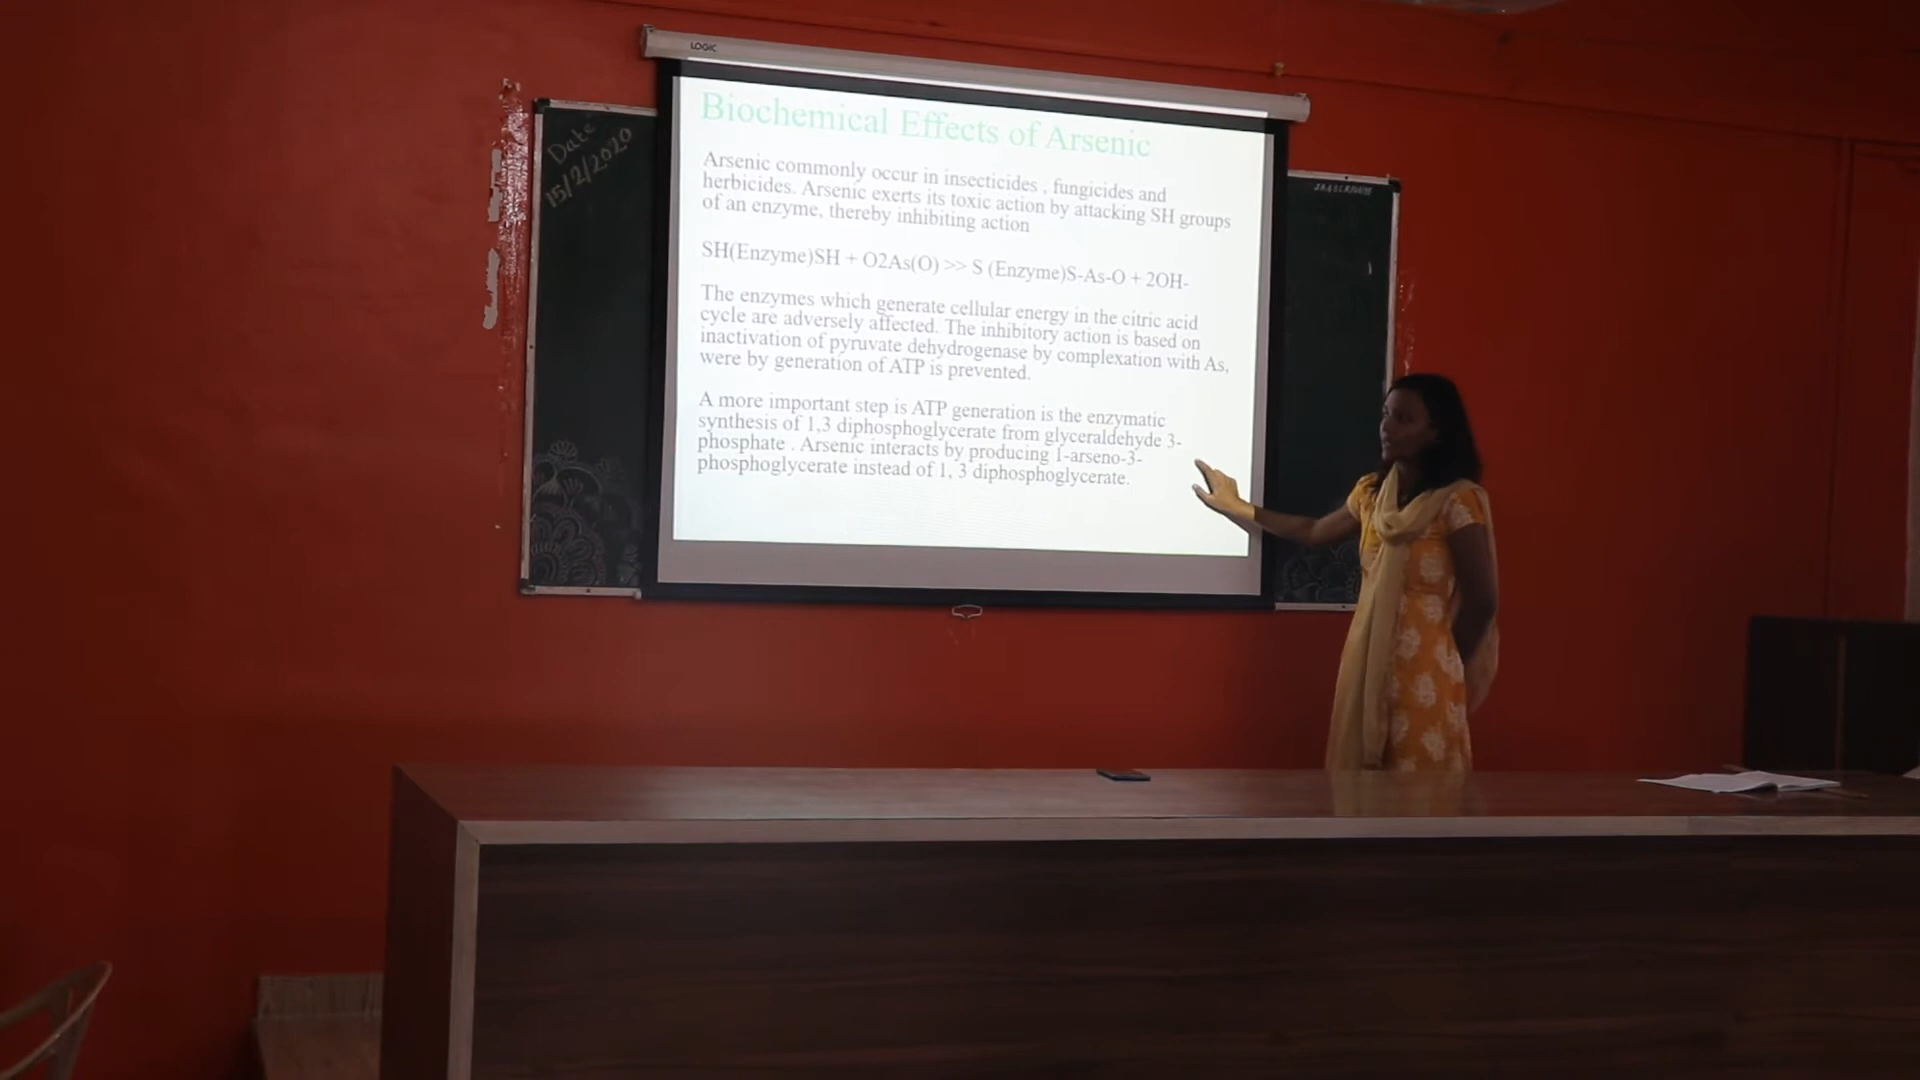 LOGIC
Date
15/2/2020
Biochemical Effects of Arsenic
Arsenic commonly occur in insecticides , fungicides and
herbicides. Arsenic exerts its toxic action by attacking SH groups
of an enzyme, thereby inhibiting action
SH(Enzyme)SH + O2As(O) >> S (Enzyme)S-As-O + 2OH-
The enzymes which generate cellular energy in the citric acid
cycle are adversely affected. The inhibitory action is based on
inactivation of pyruvate dehydrogenase by complexation with As,
were by generation of ATP is prevented.
A more important step is ATP generation is the enzymatic
synthesis of 1,3 diphosphoglycerate from glyceraldehyde 3-
phosphate . Arsenic interacts by producing 1-arseno-3-
phosphoglycerate instead of 1, 3 diphosphoglycerate.